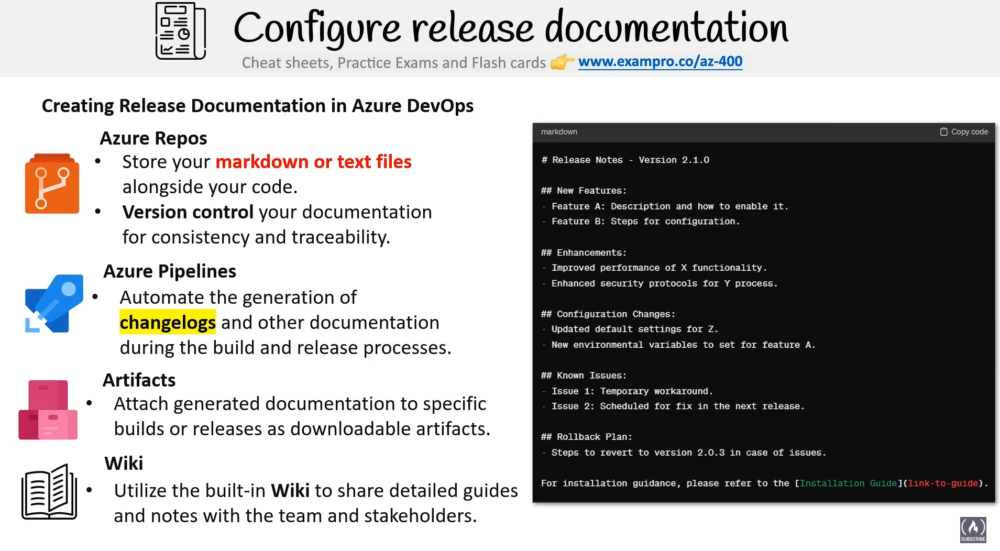 Configure release documentation
Cheat sheets, Practice Exams and Flash cards www.exampro.co/az-400
Creating Release Documentation in Azure DevOps
Azure Repos
• Store your markdown or text files
alongside your code.
• Version control your documentation
for consistency and traceability.
Azure Pipelines
• Automate the generation of
changelogs and other documentation
during the build and release processes.
Artifacts
• Attach generated documentation to specific
builds or releases as downloadable artifacts.
Wiki
• Utilize the built-in Wiki to share detailed guides
and notes with the team and stakeholders.
markdown Copy code
# Release Notes - Version 2.1.0
## New Features:
- Feature A: Description and how to enable it.
- Feature B: Steps for configuration.
## Enhancements:
- Improved performance of X functionality.
- Enhanced security protocols for Y process.
## Configuration Changes:
- Updated default settings for Z.
- New environmental variables to set for feature A.
## Known Issues:
- Issue 1: Temporary workaround.
- Issue 2: Scheduled for fix in the next release.
## Rollback Plan:
- Steps to revert to version 2.0.3 in case of issues.
For installation guidance, please refer to the [Installation Guide](link-to-guide).
SUBSCRIBE